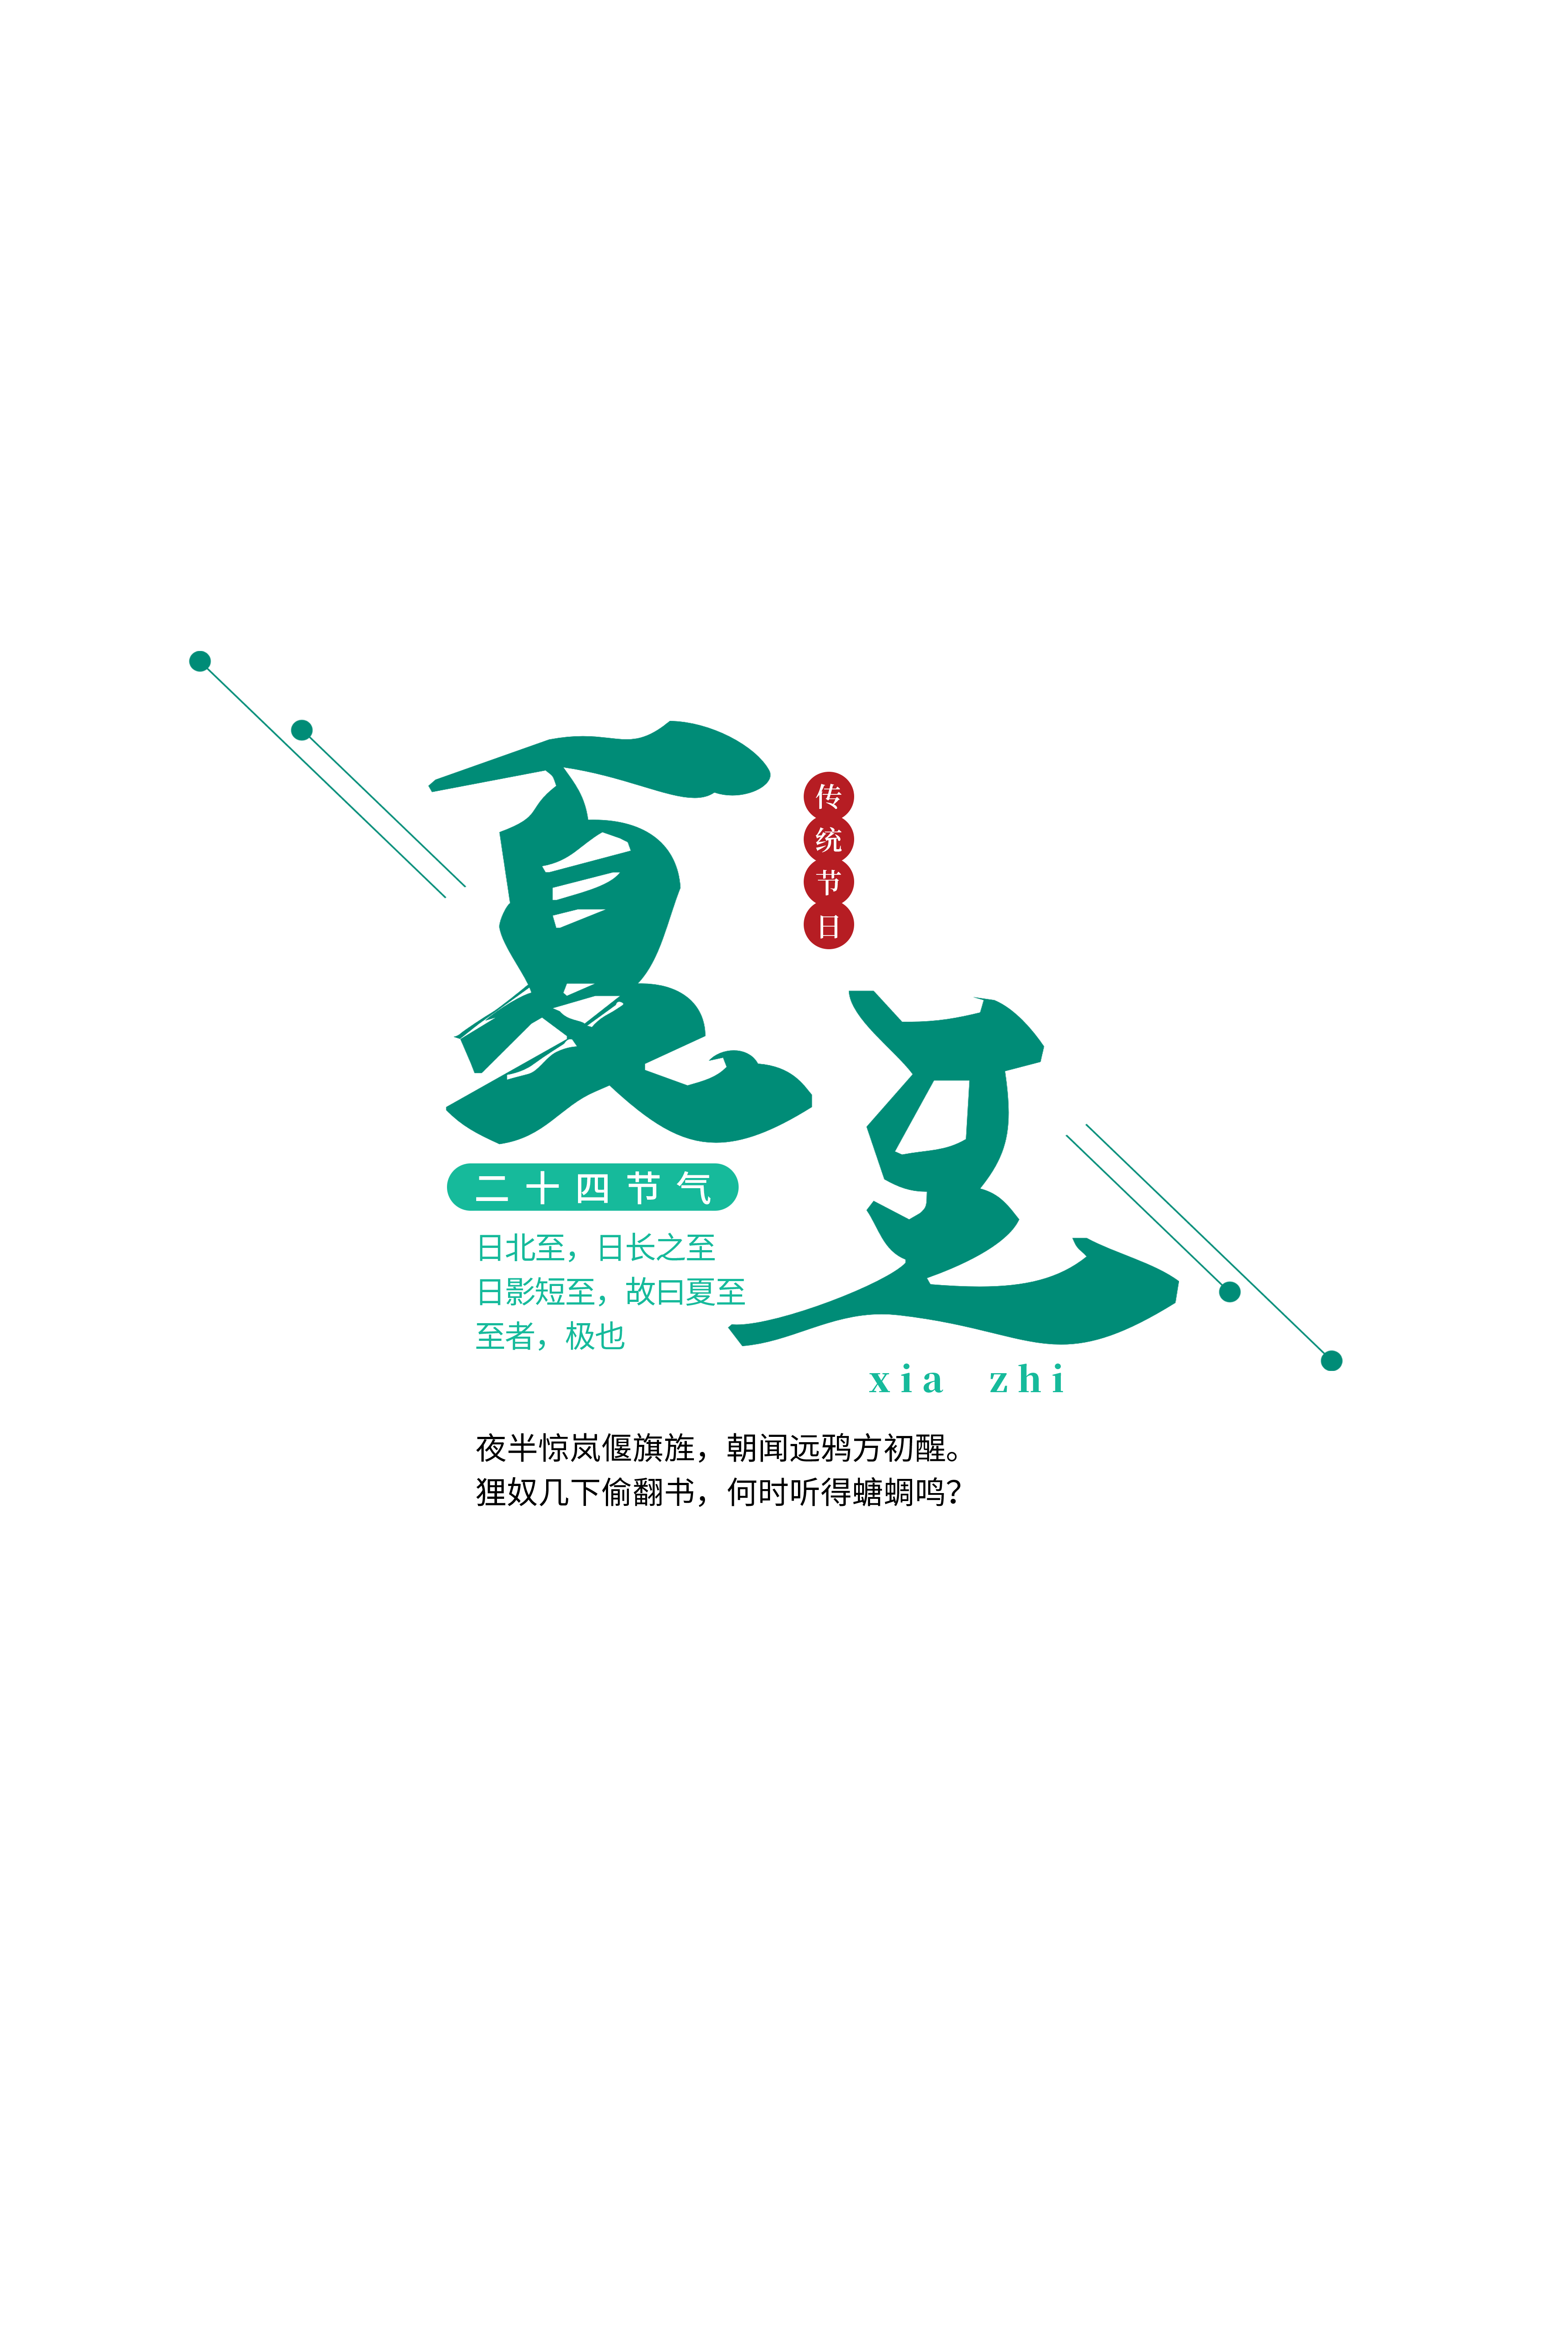 夏至
传统节日
二十四节气
日北至，日长之至
日影短至，故曰夏至
至者，极也
xia zhi
夜半惊岚偃旗旌，朝闻远鸦方初醒。
狸奴几下偷翻书，何时听得螗蜩鸣？